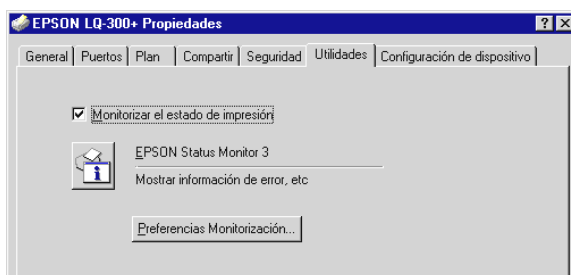 EPSON LQ-300+ Propiedades
General Puertos Plan Compartir Seguridad Utilidades Configuración de dispositivo
Monitorizar el estado de impresión
EPSON Status Monitor 3
Mostrar información de error, etc
Preferencias Monitorización...